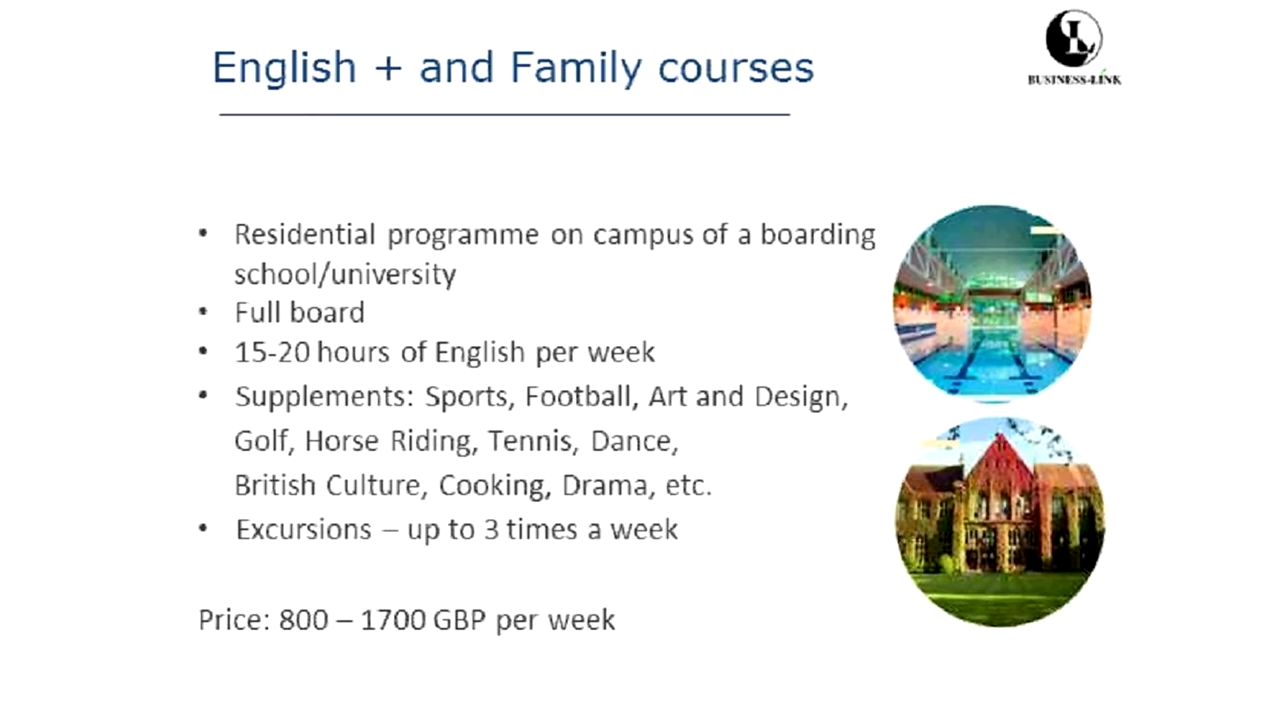 English + and Family courses
BUSINESS-LINK
• Residential programme on campus of a boarding
school/university
• Full board
• 15-20 hours of English per week
• Supplements: Sports, Football, Art and Design,
Golf, Horse Riding, Tennis, Dance,
British Culture, Cooking, Drama, etc.
• Excursions – up to 3 times a week
Price: 800 – 1700 GBP per week